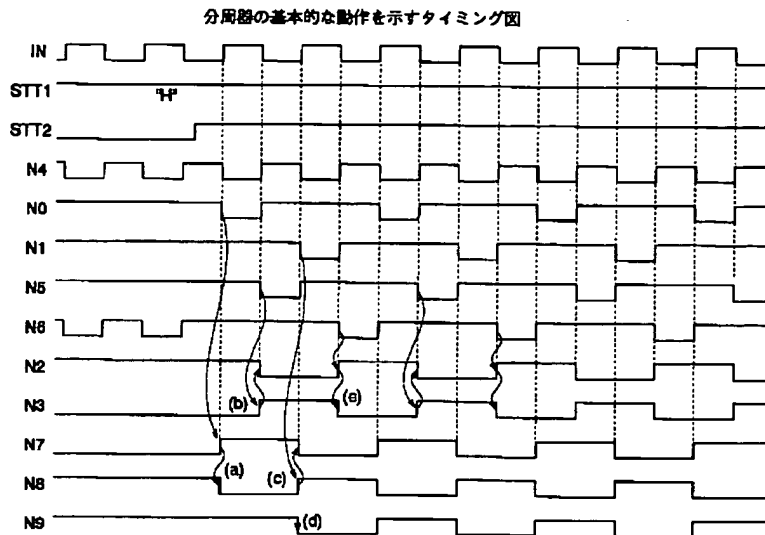 分周器の基本的な動作を示すタイミング図
IN
STT1
"H"
STT2
N4
N0
N1
N5
N6
N2
N3
(b)
(e)
N7
(a)
(c)
N8
N9
(d)